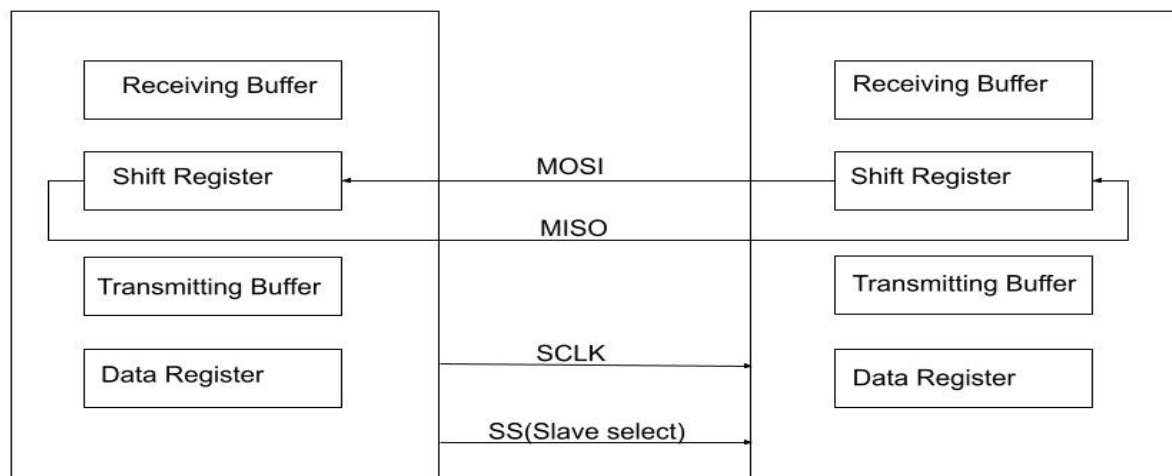 Receiving Buffer
Shift Register
Transmitting Buffer
Data Register
MOSI
MISO
SCLK
SS(Slave select)
Receiving Buffer
Shift Register
Transmitting Buffer
Data Register